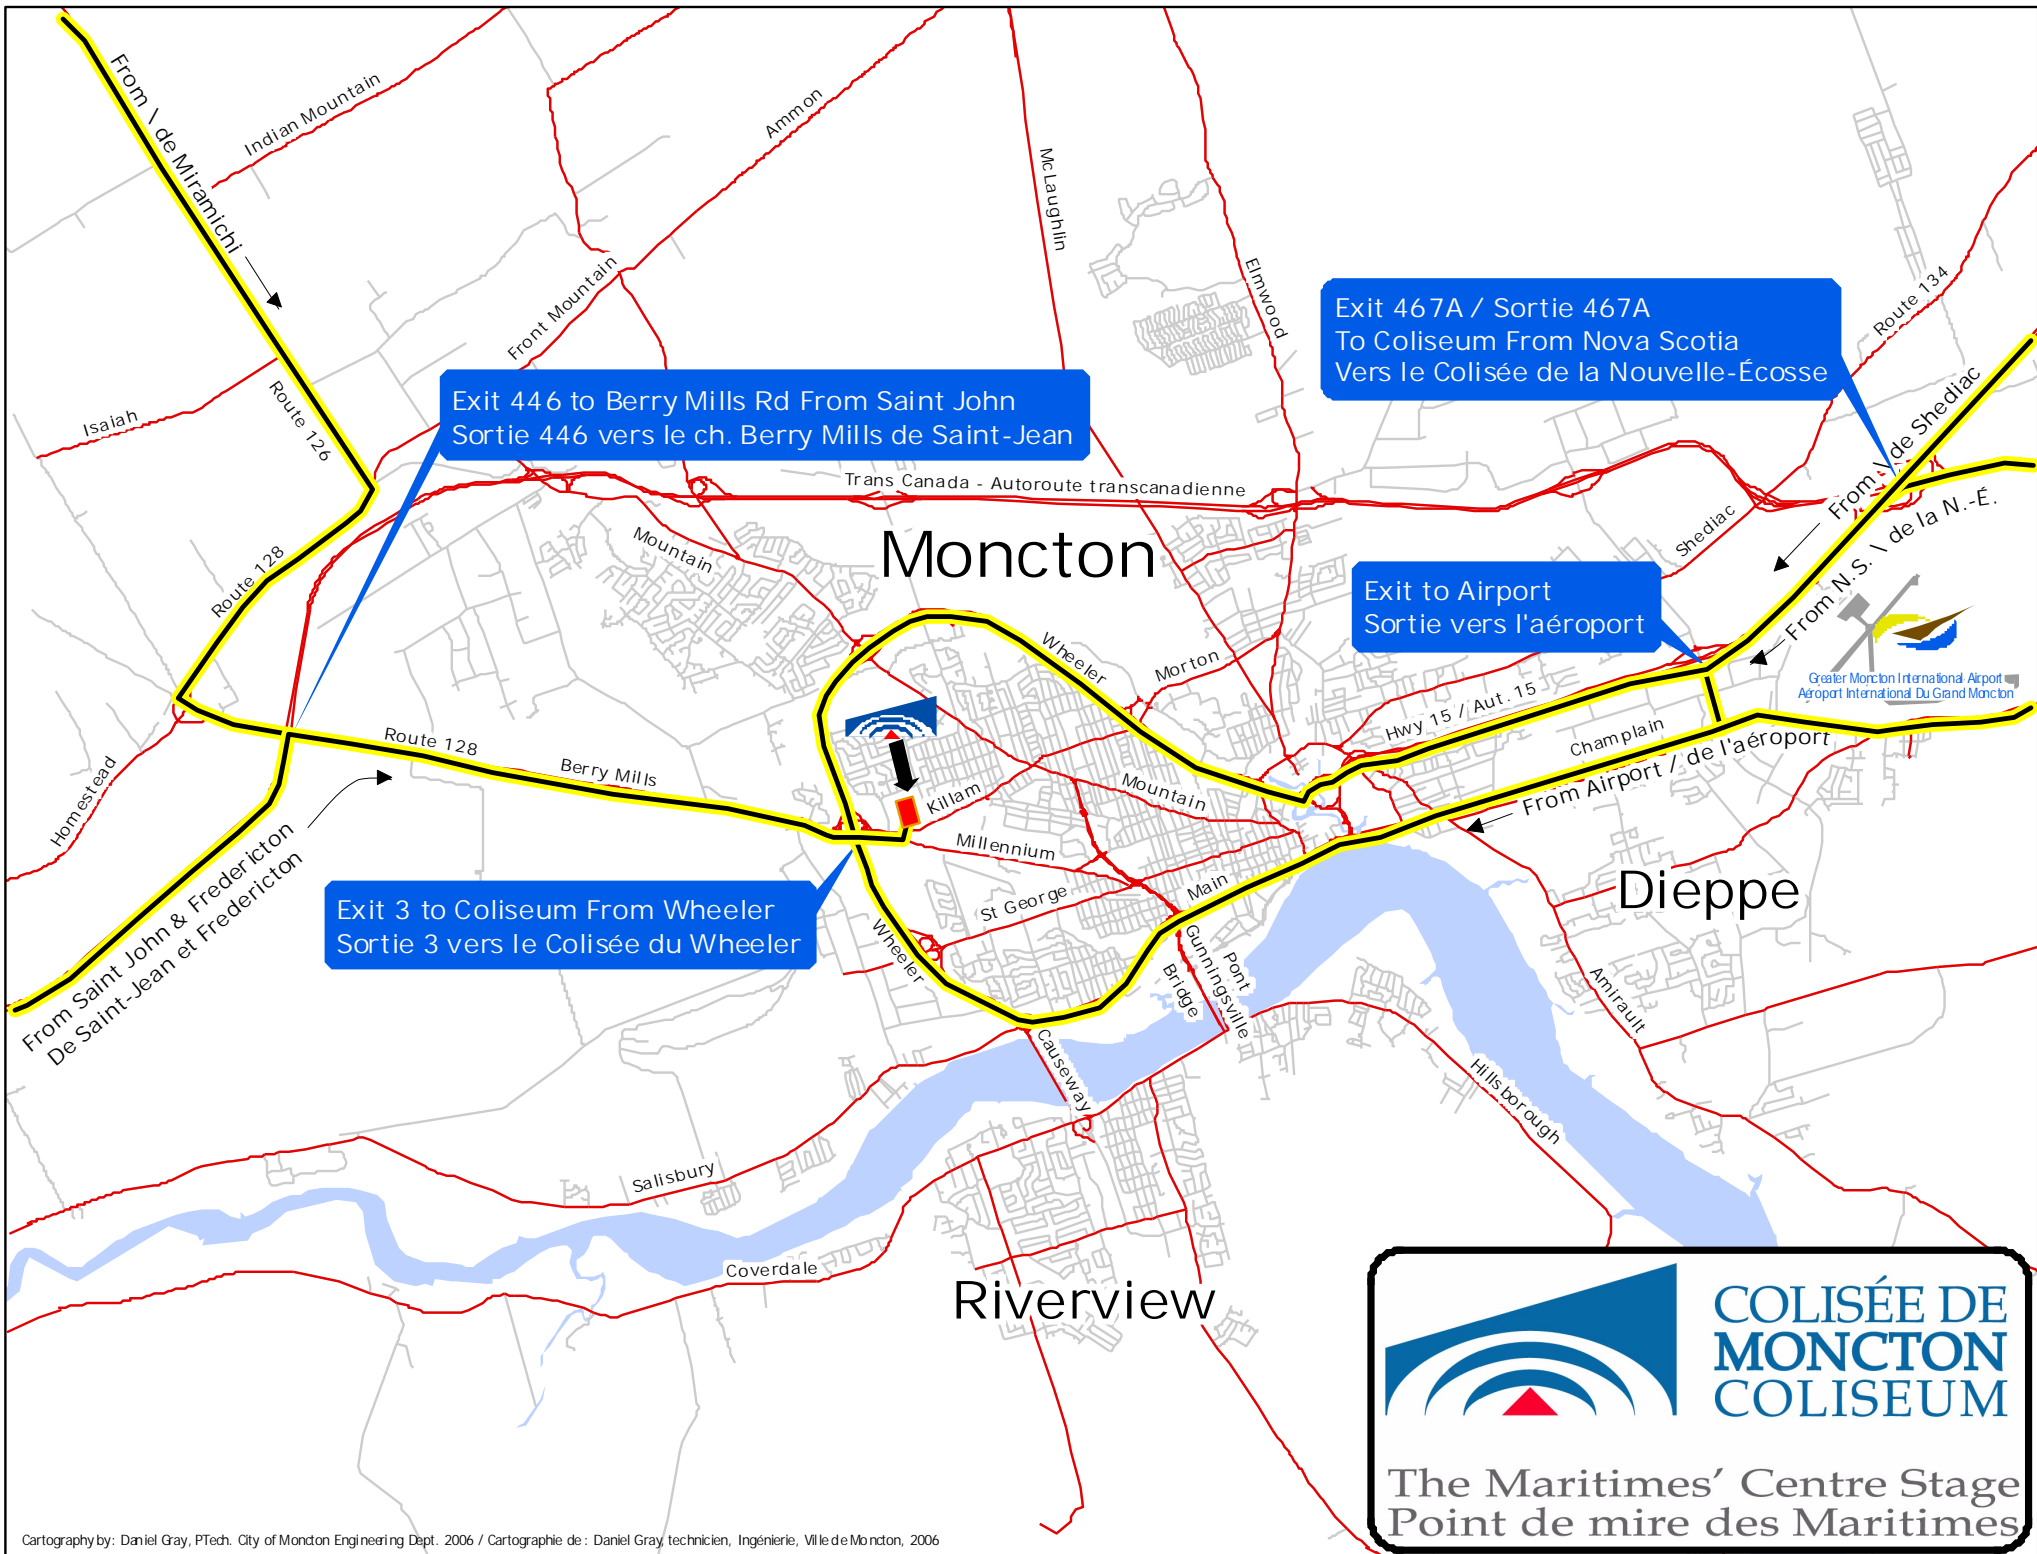 From \ de Miramichi
Indian Mountain
Ammon
McLaughlin
Elmwood
Front Mountain
Exit 467A / Sortie 467A
To Coliseum From Nova Scotia
Vers le Colisée de la Nouvelle-Écosse
Route 134
Isaiah
Route 126
Exit 446 to Berry Mills Rd From Saint John
Sortie 446 vers le ch. Berry Mills de Saint-Jean
From \ de Shediac
Trans Canada - Autoroute transcanadienne
Moncton
Mountain
Shediac
From N.S. \ de la N.-É.
Route 128
Exit to Airport
Sortie vers l'aéroport
Wheeler
Morton
Greater Moncton International Airport
Aéroport International Du Grand Moncton
Hwy 15 / Aut. 15
Champlain
Route 128
Berry Mills
Homestead
Killam
Mountain
From Airport / de l'aéroport
Millennium
From Saint John & Fredericton
De Saint-Jean et Fredericton
Exit 3 to Coliseum From Wheeler
Sortie 3 vers le Colisée du Wheeler
St George
Main
Dieppe
Wheeler
Gunningsville
Bridge
Pont
Amirault
Causeway
Hillsborough
Salisbury
Coverdale
Riverview
COLISÉE DE
MONCTON
COLISEUM
The Maritimes’ Centre Stage
Point de mire des Maritimes
Cartography by: Daniel Gray, PTech. City of Moncton Engineering Dept. 2006 / Cartographie de : Daniel Gray, technicien, Ingénierie, Ville de Moncton, 2006